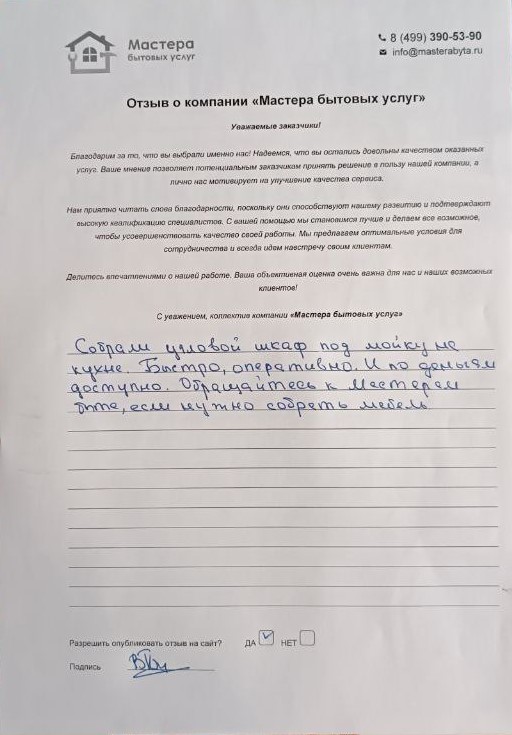 Мастера
бытовых услуг
8 (499) 390-53-90
info@masterabyta.ru
Отзыв о компании «Мастера бытовых услуг»
Уважаемые заказчики!
Благодарим за то, что вы выбрали именно нас! Надеемся, что вы остались довольны качеством оказанных
услуг. Ваше мнение позволяет потенциальным заказчикам принять решение в пользу нашей компании, а
лично нас мотивирует на улучшение качества сервиса.
Нам приятно читать слова благодарности, поскольку они способствуют нашему развитию и подтверждают
высокую квалификацию специалистов. С вашей помощью мы становимся лучше и делаем все возможное,
чтобы усовершенствовать качество своей работы. Мы предлагаем оптимальные условия для
сотрудничества и всегда идем навстречу своим клиентам.
Делитесь впечатлениями о нашей работе. Ваша объективная оценка очень важна для нас и наших возможных
клиентов!
С уважением, коллектив компании «Мастера бытовых услуг»
Собрали угловой шкаф под мойку на
кухне. Быстро, оперативно. И по деньгам
доступно. Обращайтесь к Мастерам
быта, если нужно собрать мебель
Разрешить опубликовать отзыв на сайт? ДА НЕТ
Подпись